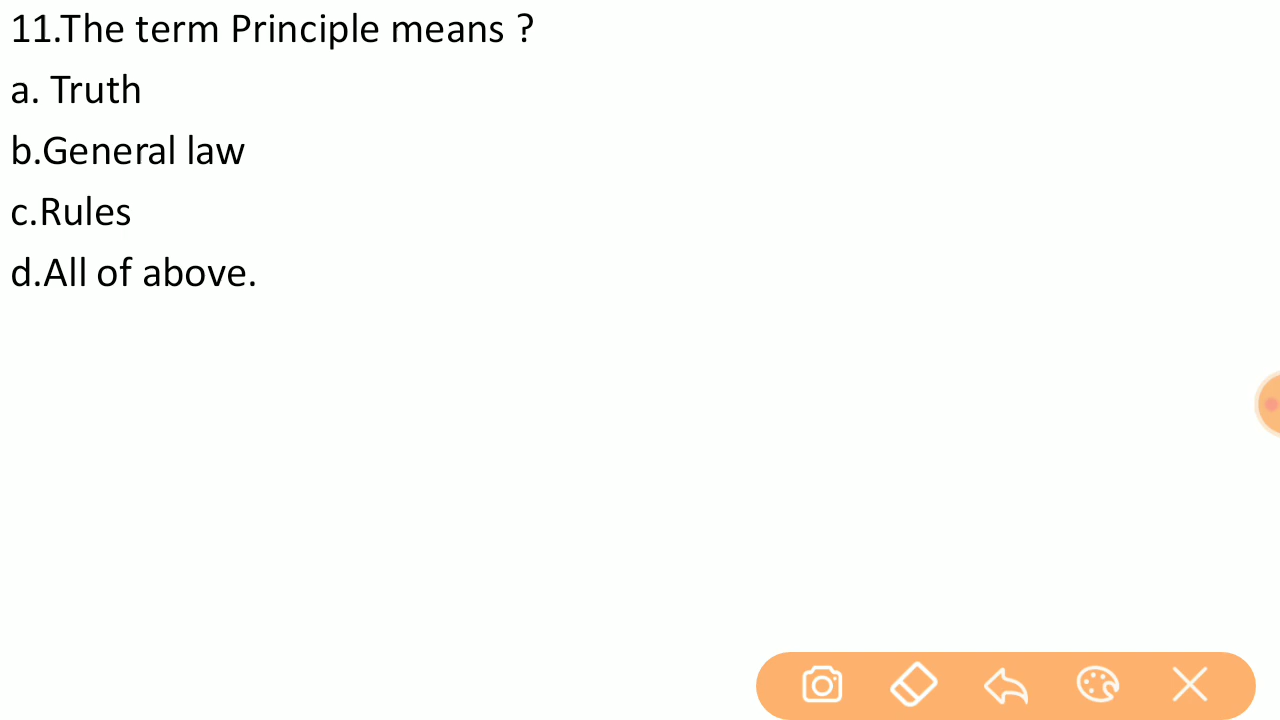 11.The term Principle means ?
a. Truth
b.General law
c.Rules
d.All of above.